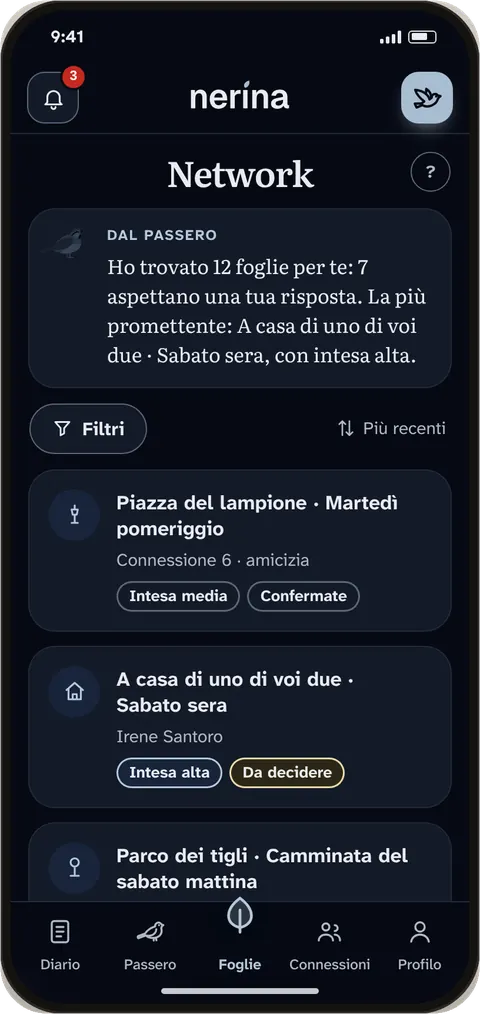 9:41
3
nerina
Network
?
DAL PASSERO
Ho trovato 12 foglie per te: 7
aspettano una tua risposta. La più
promettente: A casa di uno di voi
due · Sabato sera, con intesa alta.
Filtri
Più recenti
Piazza del lampione · Martedì
pomeriggio
Connessione 6 · amicizia
Intesa media
Confermate
A casa di uno di voi due ·
Sabato sera
Irene Santoro
Intesa alta
Da decidere
Parco dei tigli · Camminata del
sabato mattina
Diario
Passero
Foglie
Connessioni
Profilo